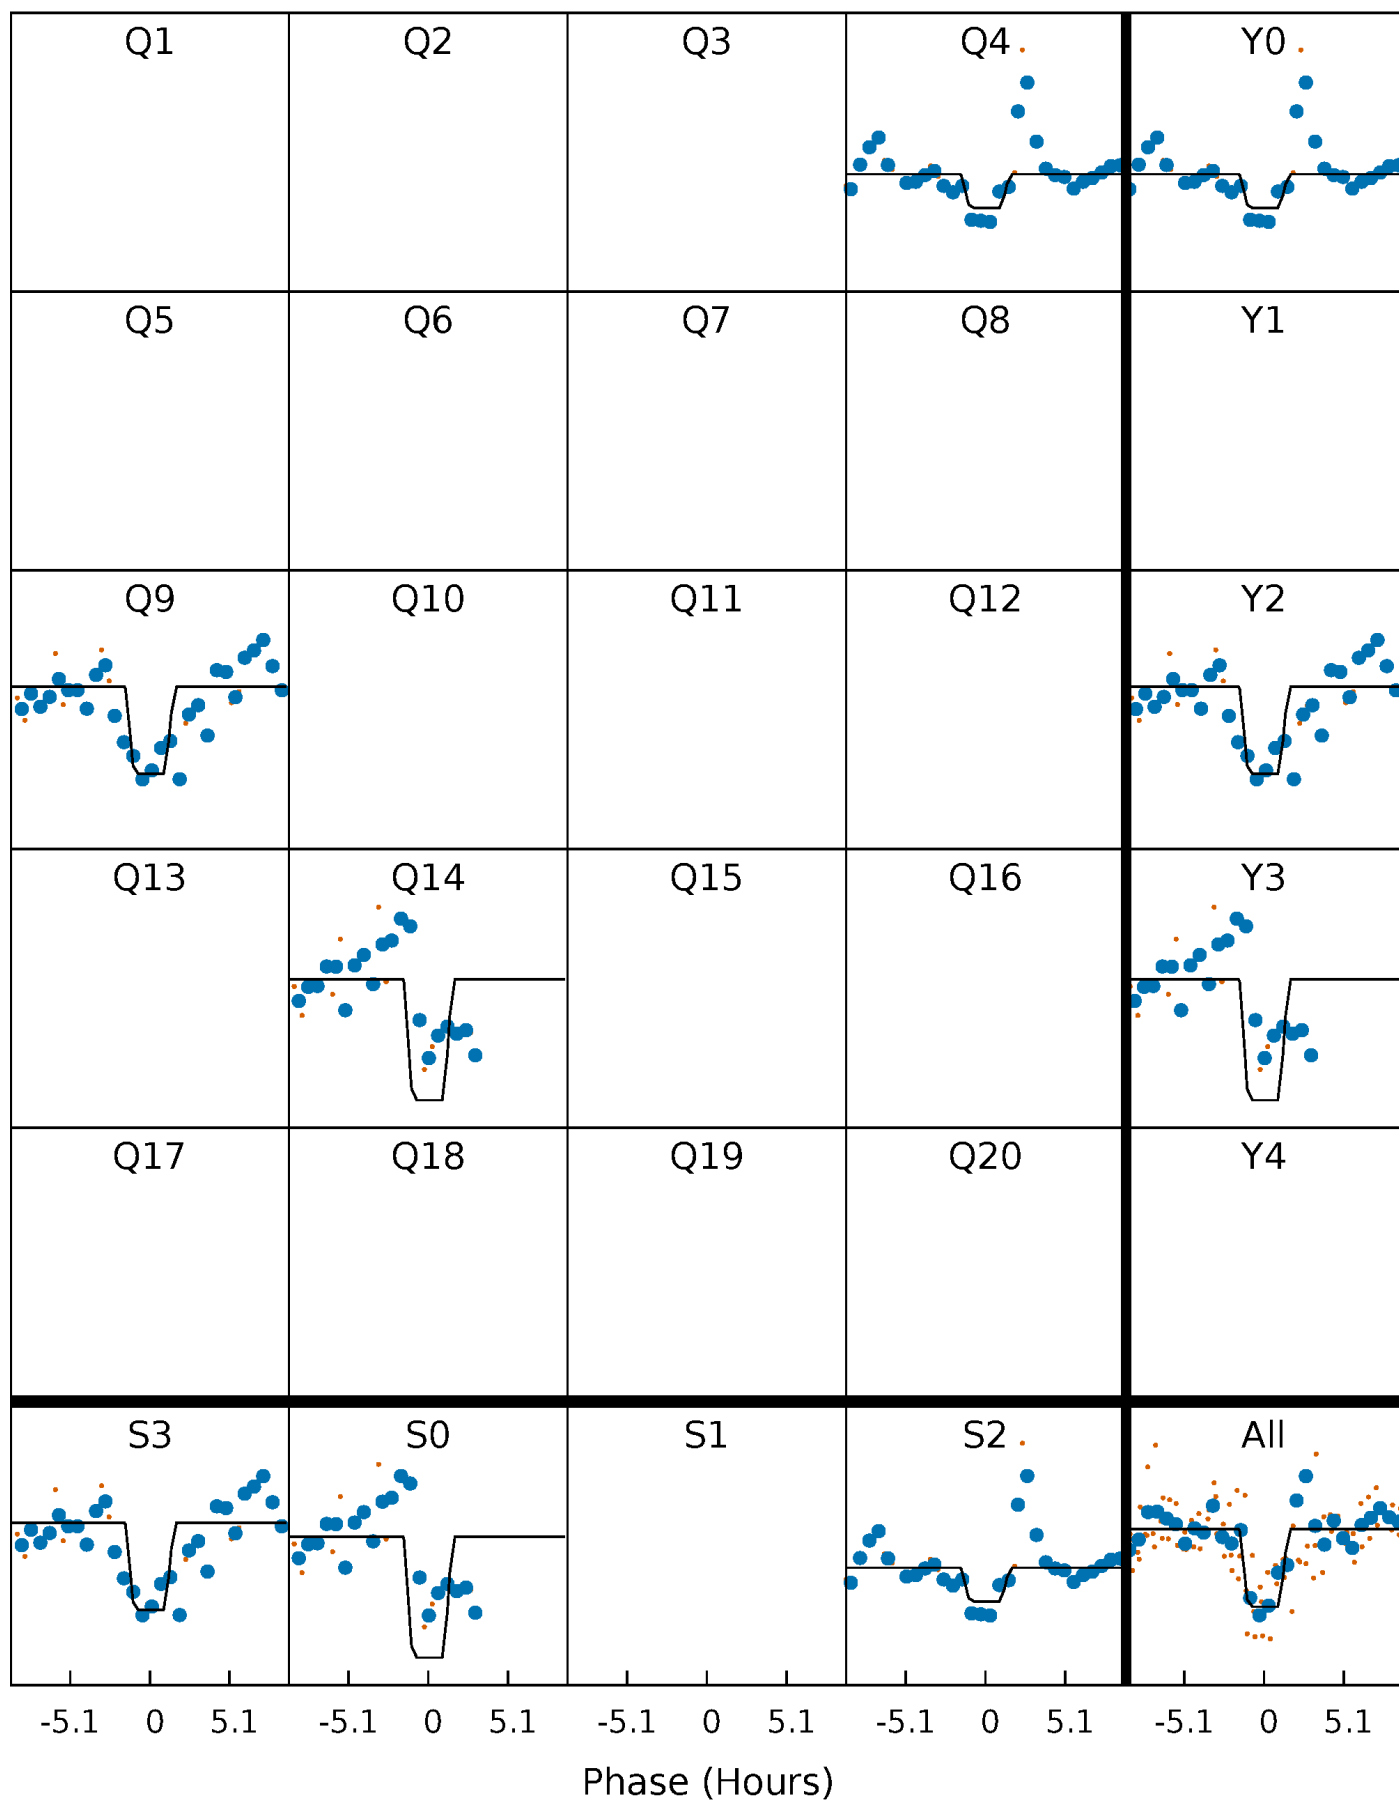 Q1 Q2 Q3 Q4 Y0
Q5 Q6 Q7 Q8 Y1
Q9 Q10 Q11 Q12 Y2
Q13 Q14 Q15 Q16 Y3
Q17 Q18 Q19 Q20 Y4
S3 S0 S1 S2 All
-5.1 0 5.1 -5.1 0 5.1 -5.1 0 5.1 -5.1 0 5.1 -5.1 0 5.1
Phase (Hours)